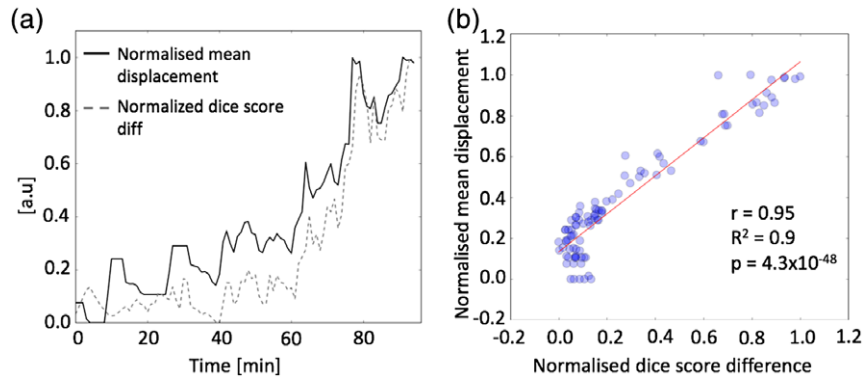 (a)
1.0
0.8
0.6
0.4
0.2
0.0
[a.u]
Normalised mean
displacement
Normalized dice score
diff
0
20
40
60
80
Time [min]
(b)
1.2
1.0
0.8
0.6
0.4
0.2
0.0
-0.2
Normalised mean displacement
r = 0.95
R² = 0.9
p = 4.3x10⁻⁴⁸
-0.2
0.0
0.2
0.4
0.6
0.8
1.0
1.2
Normalised dice score difference